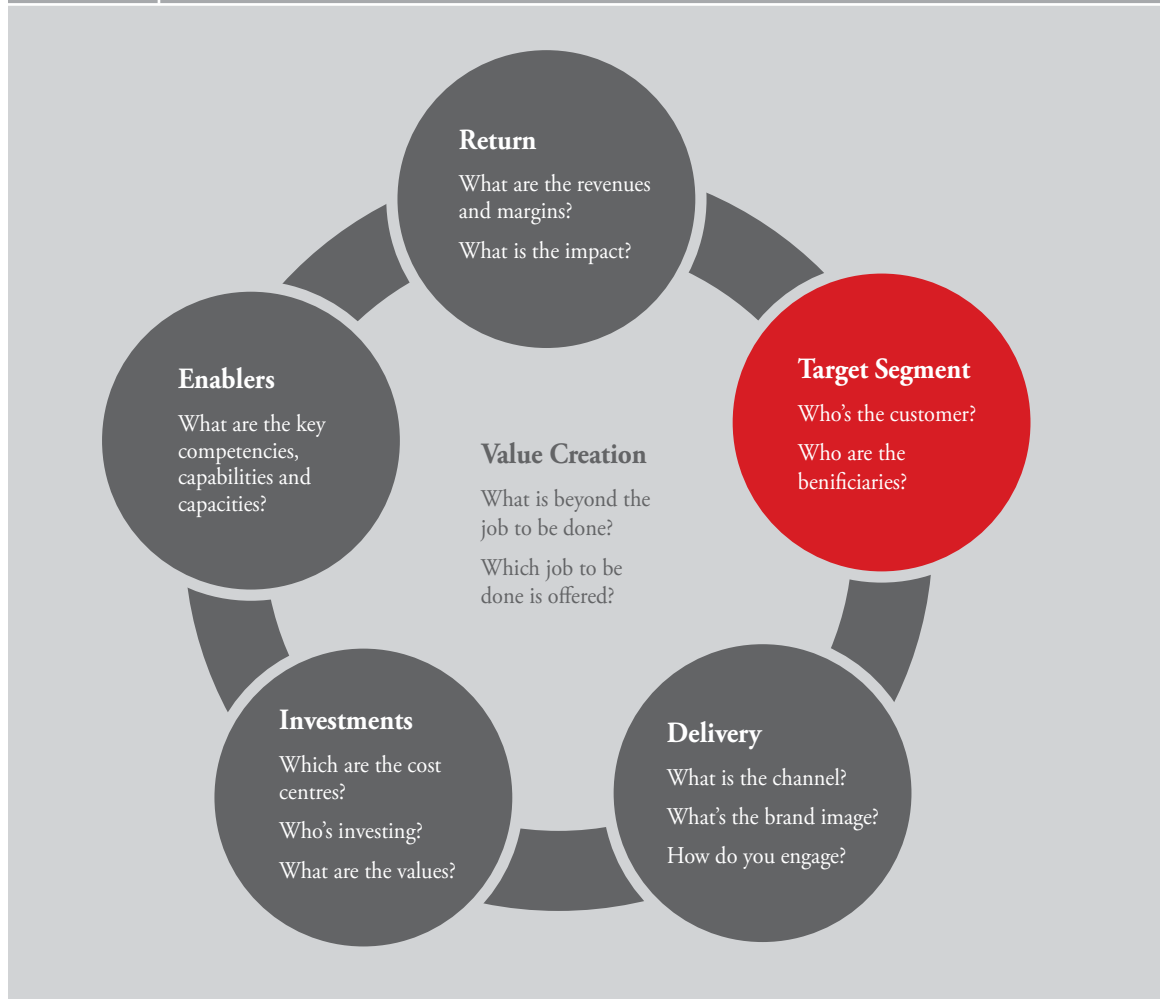 Return
What are the revenues
and margins?
What is the impact?
Target Segment
Who's the customer?
Who are the
benificiaries?
Delivery
What is the channel?
What's the brand image?
How do you engage?
Investments
Which are the cost
centres?
Who's investing?
What are the values?
Enablers
What are the key
competencies,
capabilities and
capacities?
Value Creation
What is beyond the
job to be done?
Which job to be
done is offered?